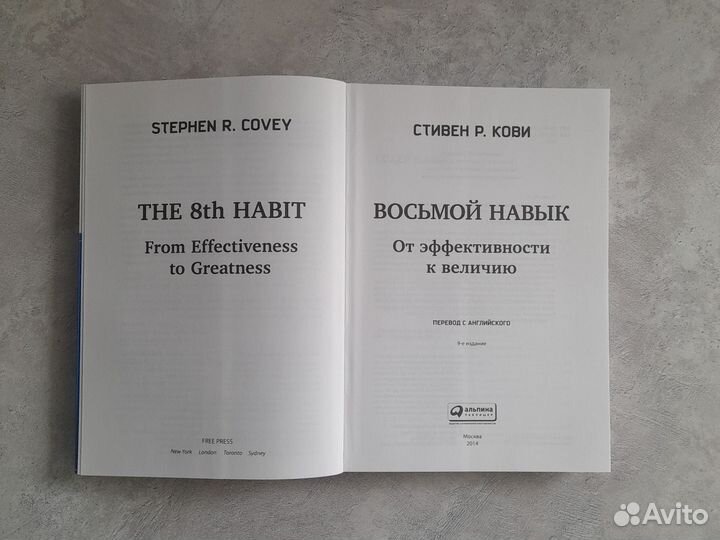 STEPHEN R. COVEY
THE 8th HABIT
From Effectiveness
to Greatness
FREE PRESS
New York London Toronto Sydney
СТИВЕН Р. КОВИ
ВОСЬМОЙ НАВЫК
От эффективности
к величию
ПЕРЕВОД С АНГЛИЙСКОГО
9-е издание
альпина
паблишер
Москва
2014
Avito